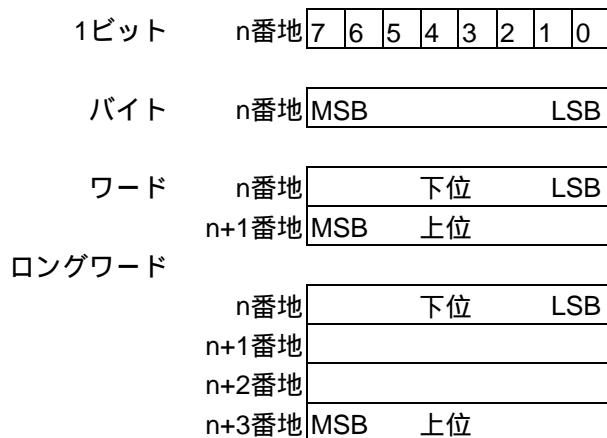 1ビット n番地 7 6 5 4 3 2 1 0
バイト n番地 MSB LSB
ワード n番地 下位 LSB
n+1番地 MSB 上位
ロングワード
n番地 下位 LSB
n+1番地
n+2番地
n+3番地 MSB 上位